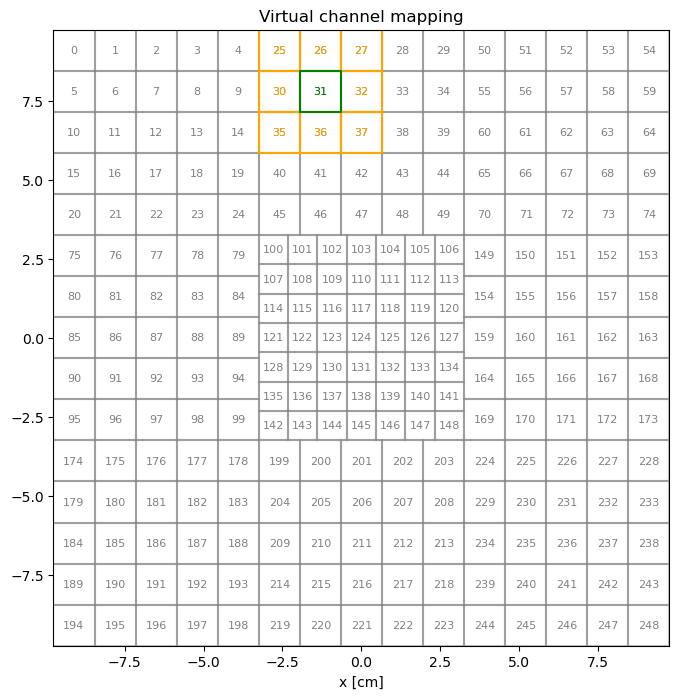 Virtual channel mapping
0 1 2 3 4 25 26 27 28 29 50 51 52 53 54
7.5 5 6 7 8 9 30 31 32 33 34 55 56 57 58 59
10 11 12 13 14 35 36 37 38 39 60 61 62 63 64
5.0 15 16 17 18 19 40 41 42 43 44 65 66 67 68 69
20 21 22 23 24 45 46 47 48 49 70 71 72 73 74
2.5 75 76 77 78 79 100 101 102 103 104 105 106 149 150 151 152 153
107 108 109 110 111 112 113
80 81 82 83 84 114 115 116 117 118 119 120 154 155 156 157 158
0.0 85 86 87 88 89 121 122 123 124 125 126 127 159 160 161 162 163
128 129 130 131 132 133 134
90 91 92 93 94 135 136 137 138 139 140 141 164 165 166 167 168
−2.5 95 96 97 98 99 142 143 144 145 146 147 148 169 170 171 172 173
174 175 176 177 178 199 200 201 202 203 224 225 226 227 228
−5.0 179 180 181 182 183 204 205 206 207 208 229 230 231 232 233
184 185 186 187 188 209 210 211 212 213 234 235 236 237 238
−7.5 189 190 191 192 193 214 215 216 217 218 239 240 241 242 243
194 195 196 197 198 219 220 221 222 223 244 245 246 247 248
−7.5 −5.0 −2.5 0.0 2.5 5.0 7.5
x [cm]